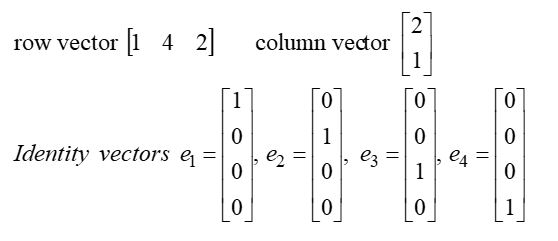 row vector [1 4 2] column vector [2 1]
Identity vectors e₁ = [1 0 0 0], e₂ = [0 1 0 0], e₃ = [0 0 1 0], e₄ = [0 0 0 1]